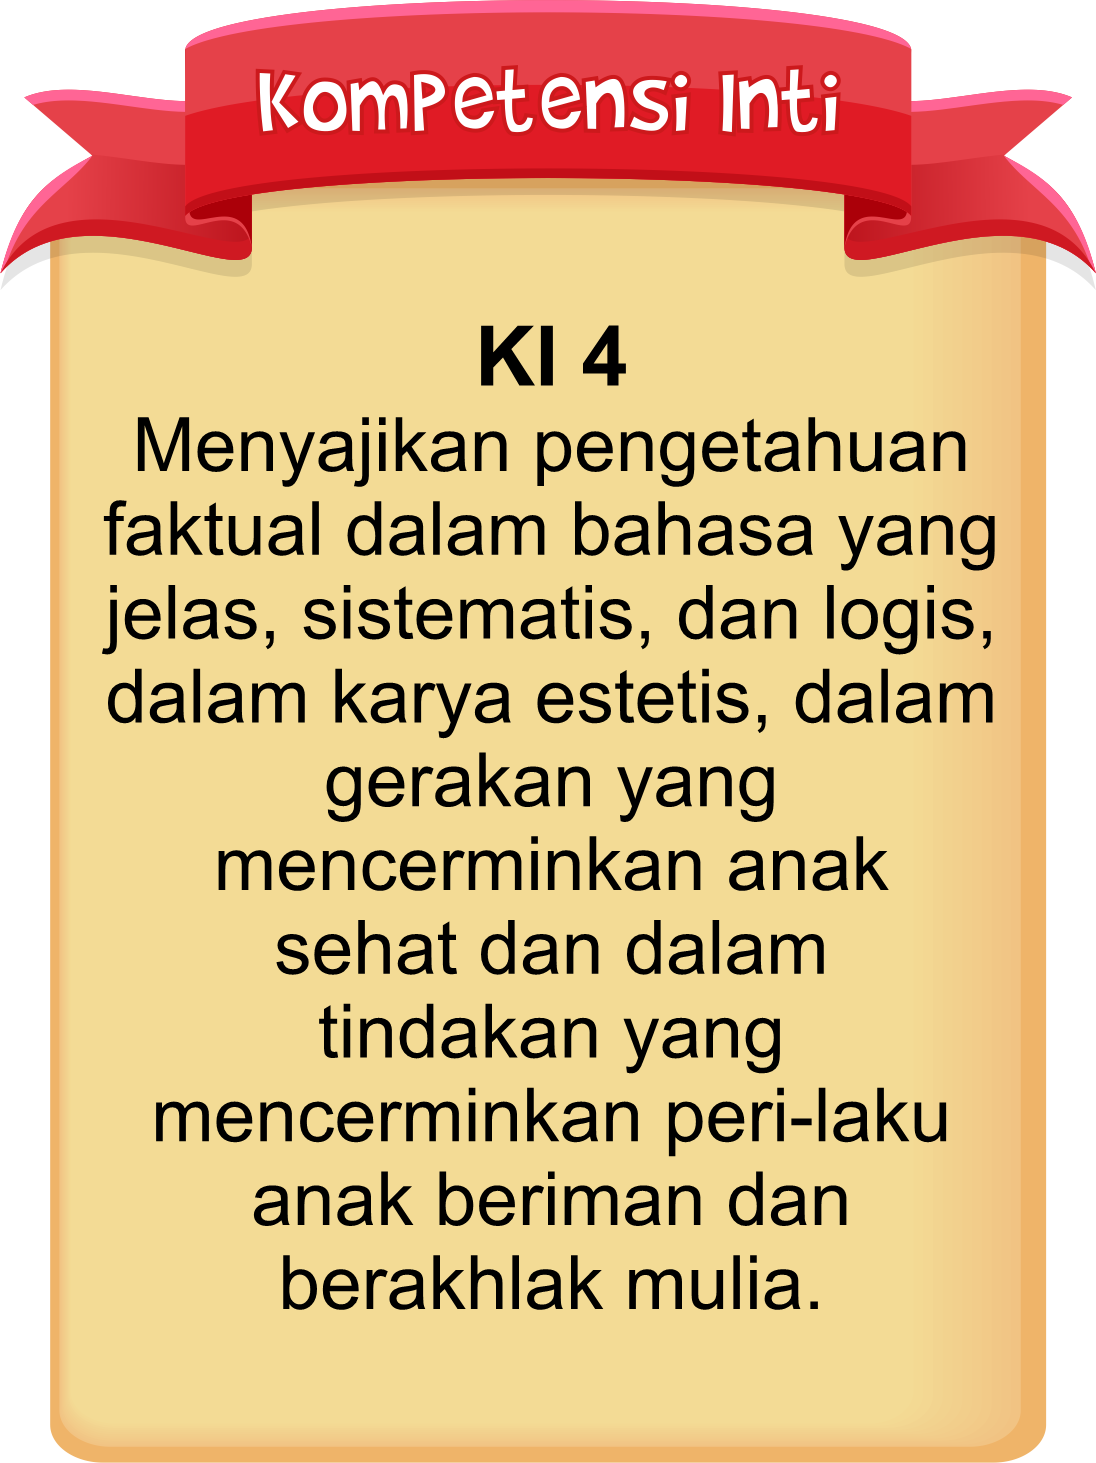 Kompetensi Inti
KI 4
Menyajikan pengetahuan
faktual dalam bahasa yang
jelas, sistematis, dan logis,
dalam karya estetis, dalam
gerakan yang
mencerminkan anak
sehat dan dalam
tindakan yang
mencerminkan peri-laku
anak beriman dan
berakhlak mulia.